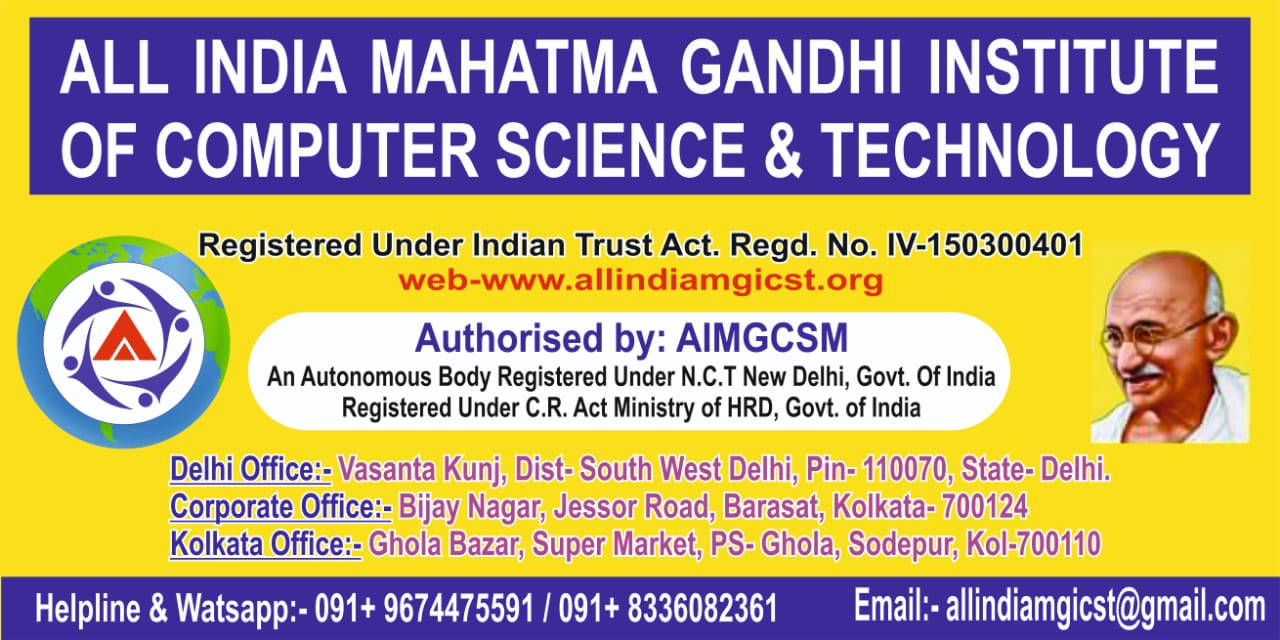 ALL INDIA MAHATMA GANDHI INSTITUTE
OF COMPUTER SCIENCE & TECHNOLOGY
Registered Under Indian Trust Act. Regd. No. IV-150300401
web-www.allindiamgicst.org
Authorised by: AIMGCSM
An Autonomous Body Registered Under N.C.T New Delhi, Govt. Of India
Registered Under C.R. Act Ministry of HRD, Govt. of India
Delhi Office:- Vasanta Kunj, Dist- South West Delhi, Pin- 110070, State- Delhi.
Corporate Office:- Bijay Nagar, Jessor Road, Barasat, Kolkata- 700124
Kolkata Office:- Ghola Bazar, Super Market, PS- Ghola, Sodepur, Kol-700110
Helpline & Watsapp:- 091+ 9674475591 / 091+ 8336082361
Email:- allindiamgicst@gmail.com